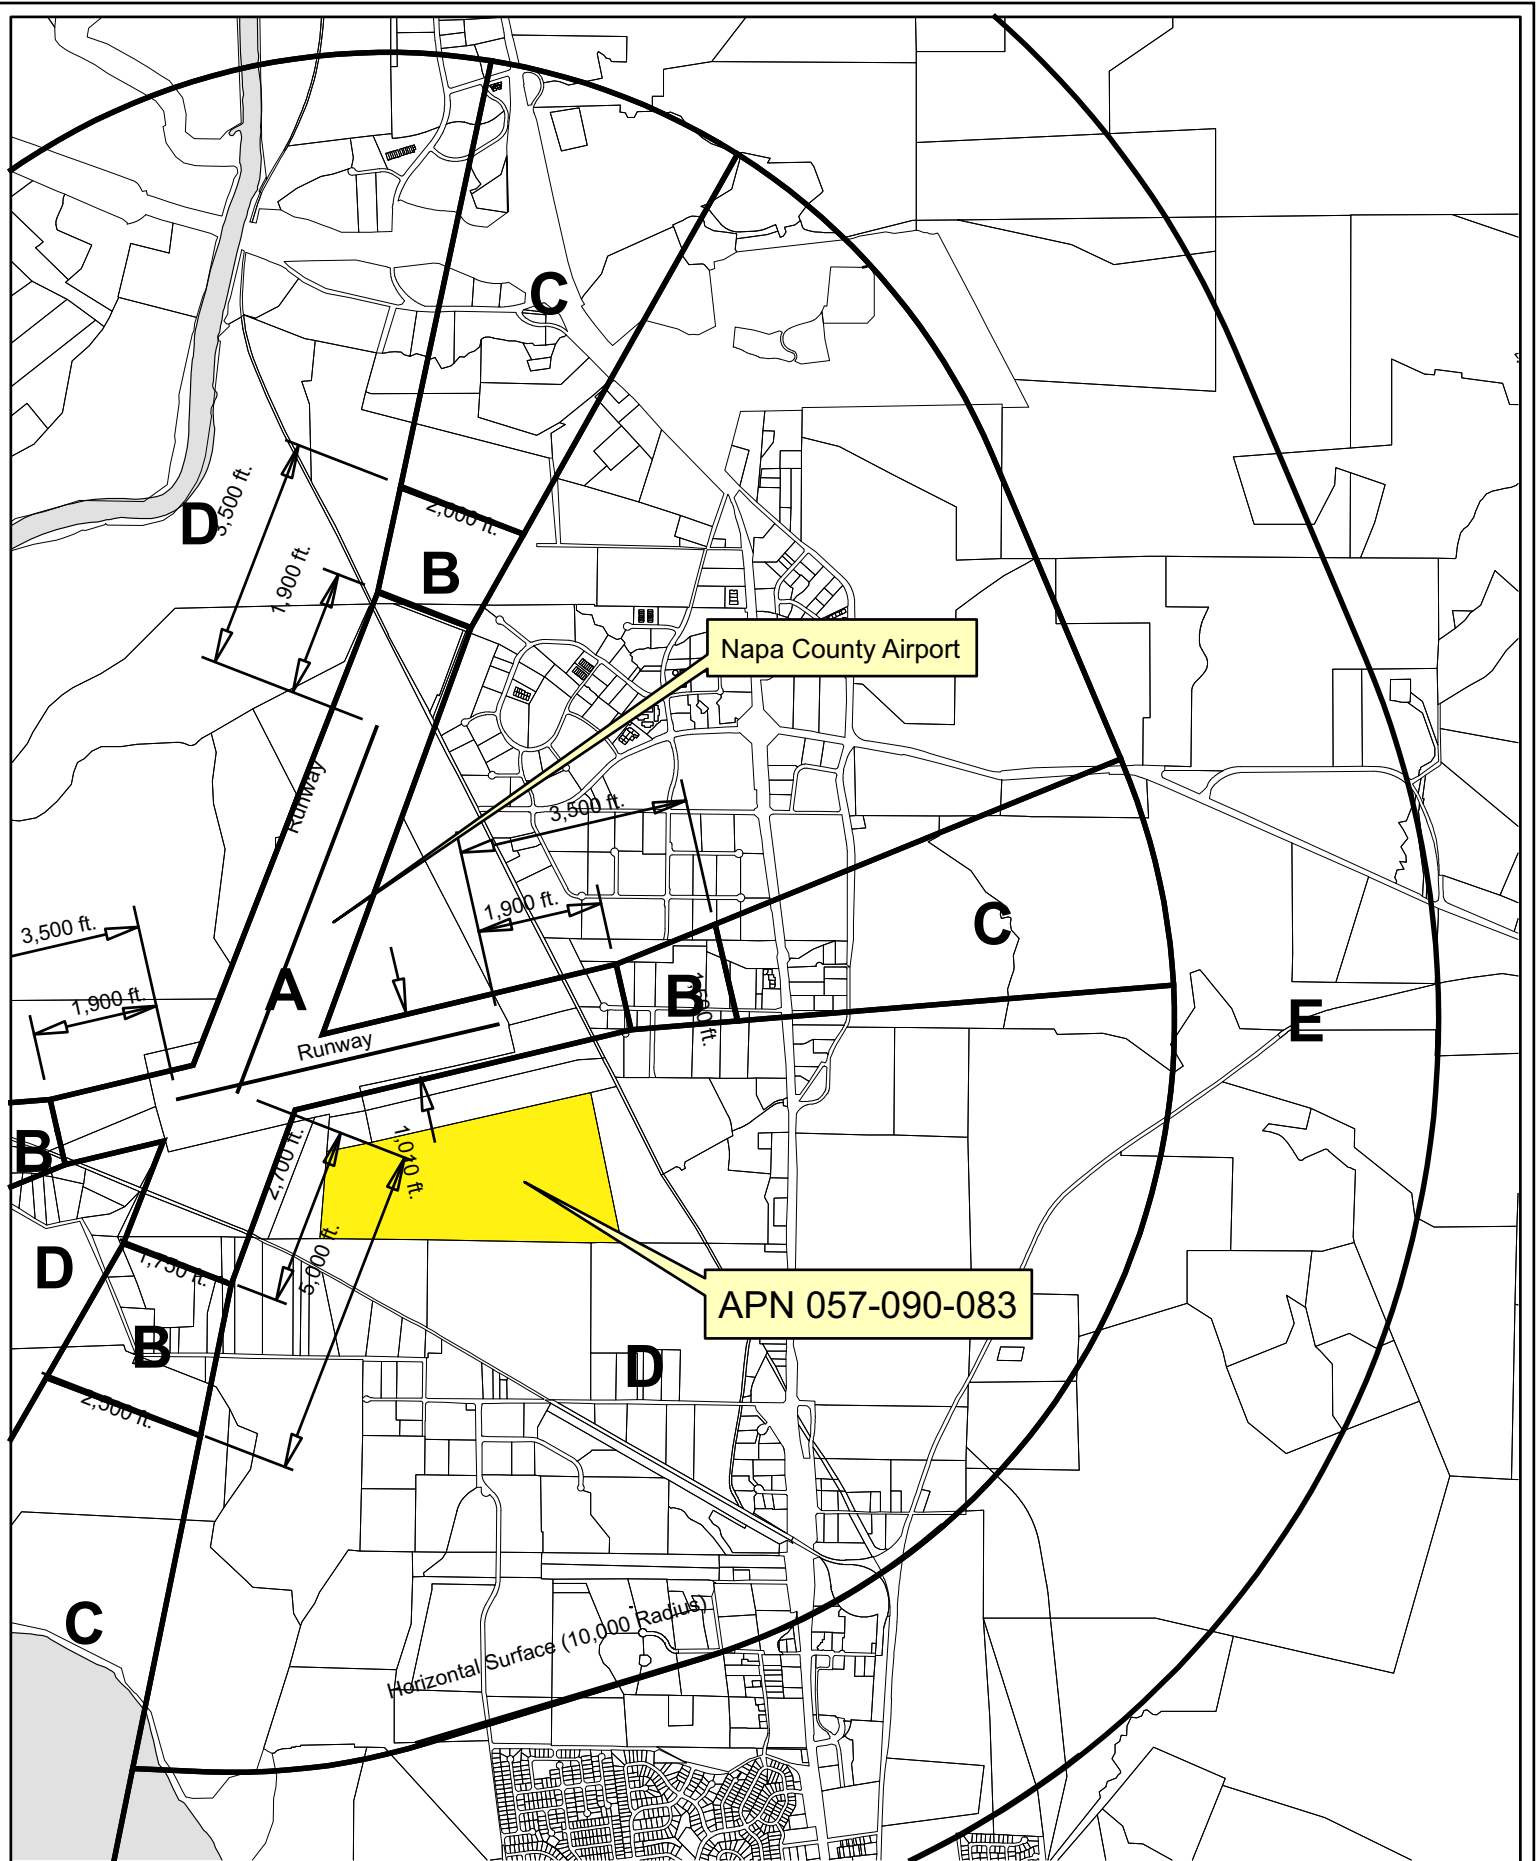 C
3,500 ft.
2,000 ft.
D
1,900 ft.
B
Napa County Airport
Runway
3,500 ft.
1,900 ft.
3,500 ft.
C
1,900 ft.
A
B
E
Runway
B
2,700 ft.
1,010 ft.
D
1,750 ft.
5,000 ft.
APN 057-090-083
B
D
2,500 ft.
C
Horizontal Surface (10,000 Radius)